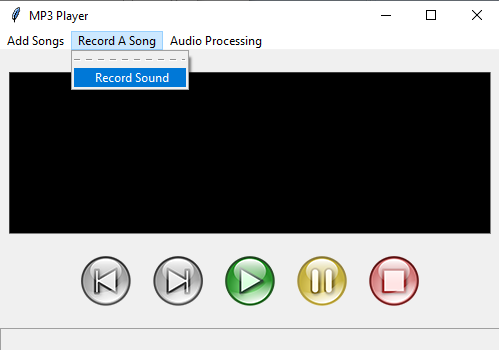 MP3 Player
Add Songs Record A Song Audio Processing
Record Sound